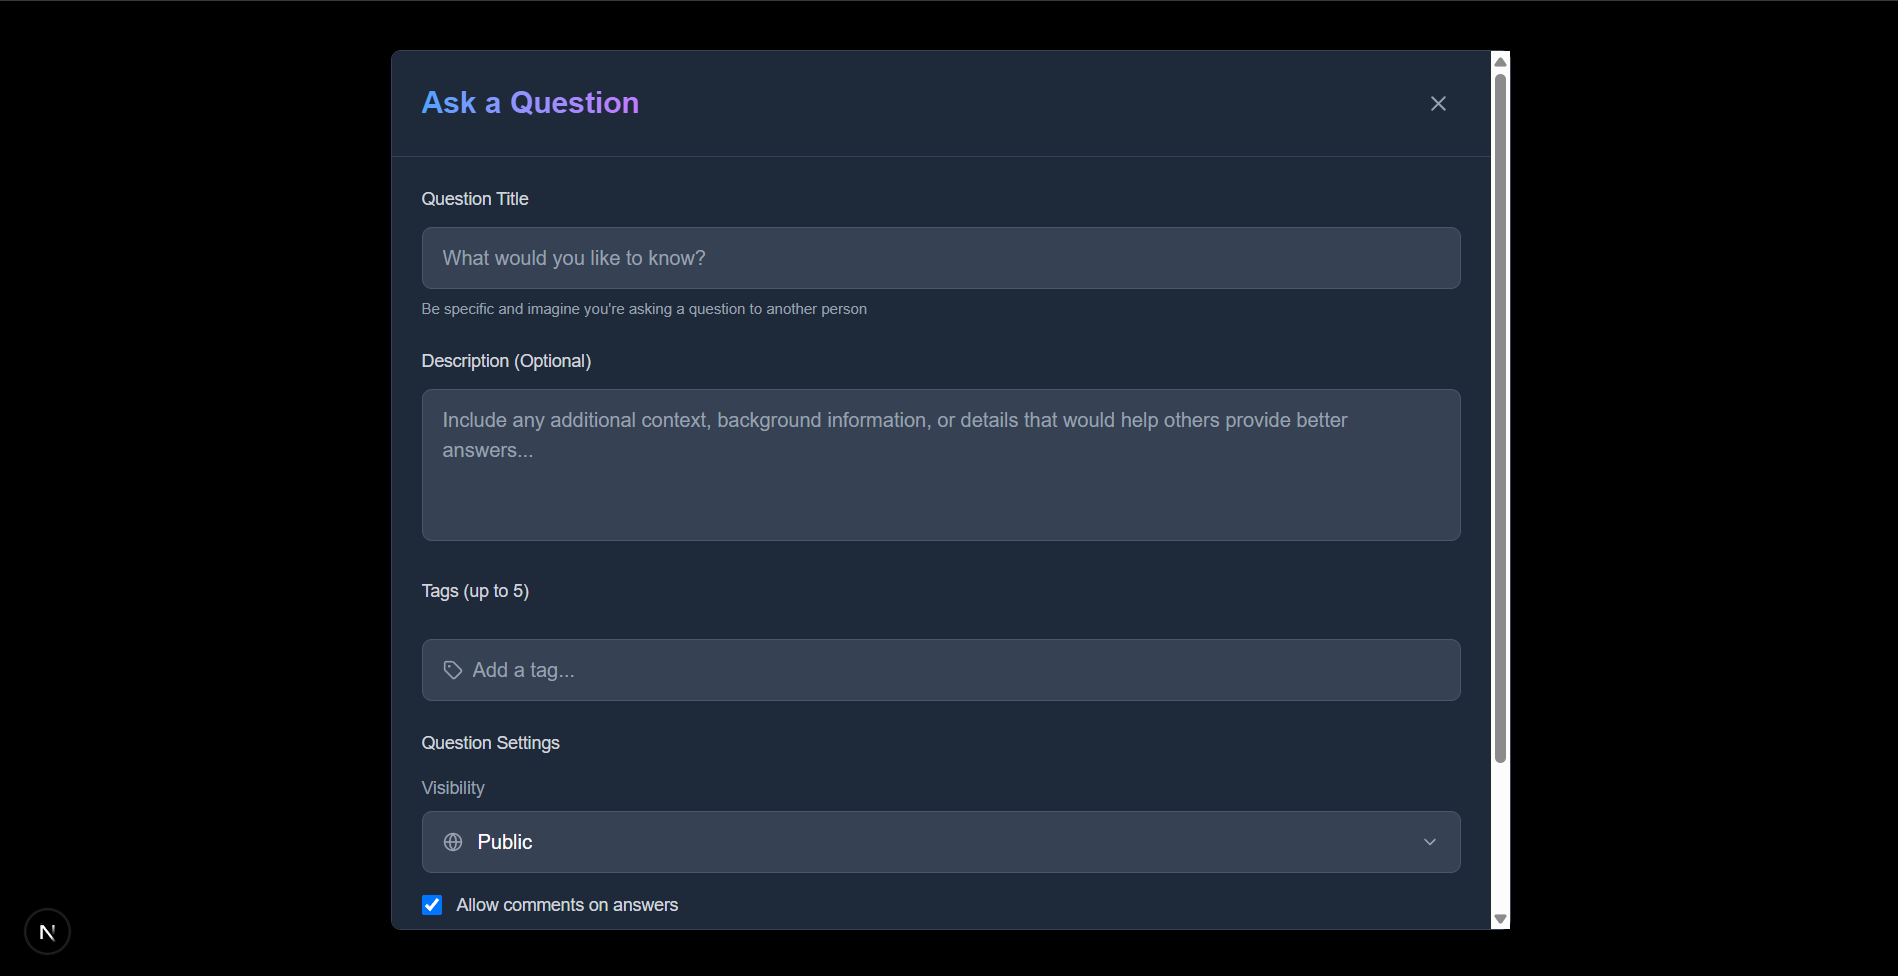 Ask a Question
Question Title
What would you like to know?
Be specific and imagine you're asking a question to another person
Description (Optional)
Include any additional context, background information, or details that would help others provide better
answers...
Tags (up to 5)
Add a tag...
Question Settings
Visibility
Public
Allow comments on answers
N